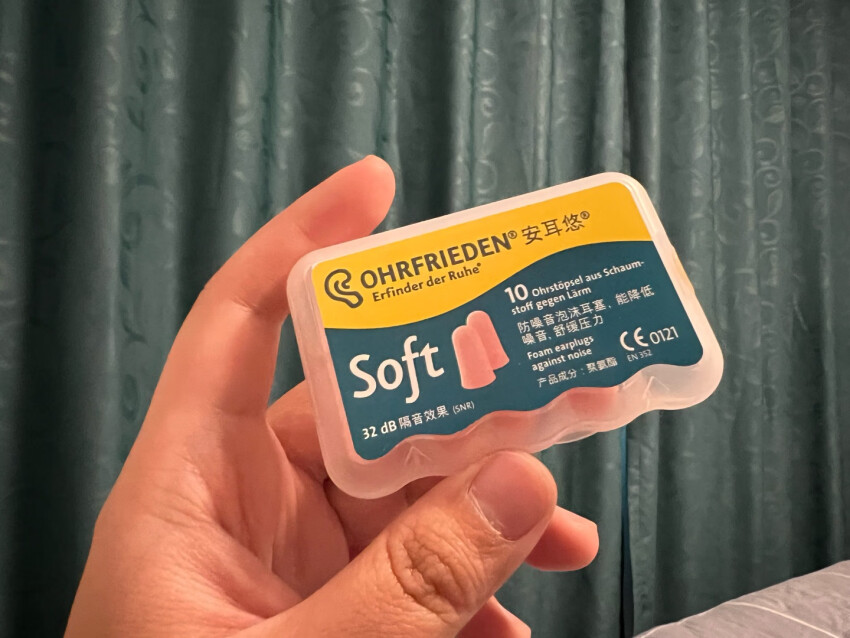 OHRFRIEDEN® 安耳悠®
Erfinder der Ruhe®
10 Ohrstöpsel aus Schaum-
stoff gegen Lärm
防噪音泡沫耳塞, 能降低
噪音, 舒缓压力
Foam earplugs
against noise
CE 0121
EN 352
产品成分：聚氨酯
Soft
32 dB 隔音效果 (SNR)